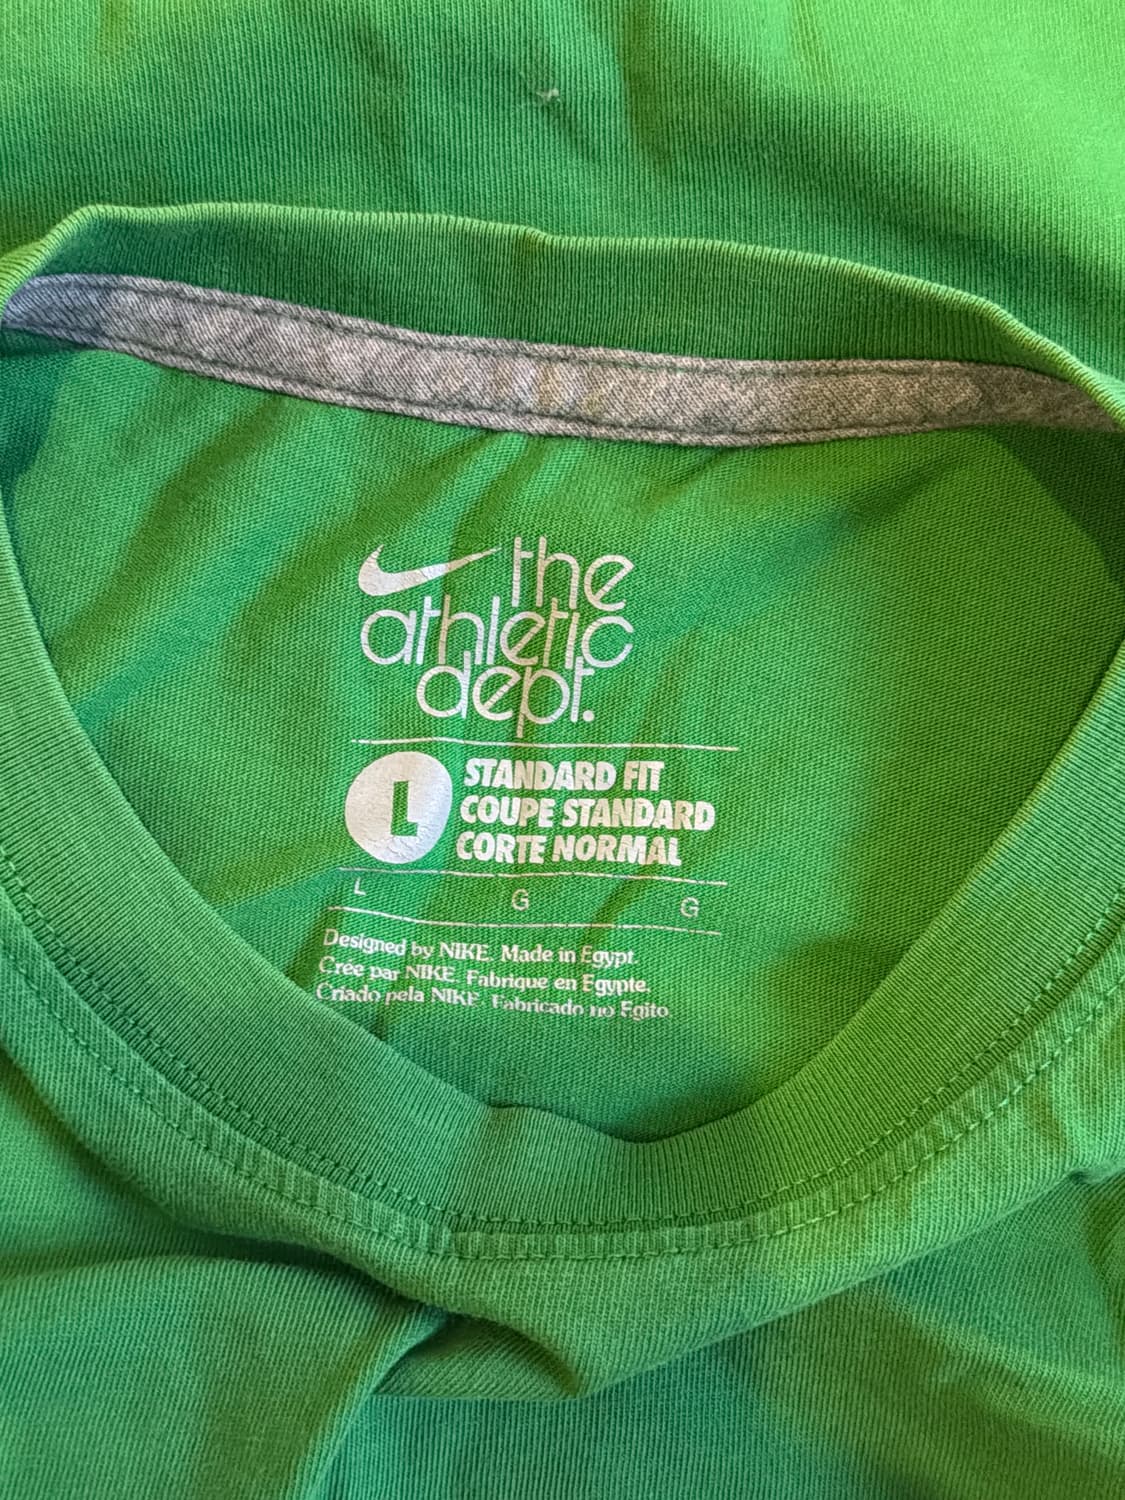 the
athletic
dept.
L
STANDARD FIT
COUPE STANDARD
CORTE NORMAL
L G G
Designed by NIKE. Made in Egypt.
Crée par NIKE. Fabrique en Egypte.
Criado pela NIKE. Fabricado no Egito